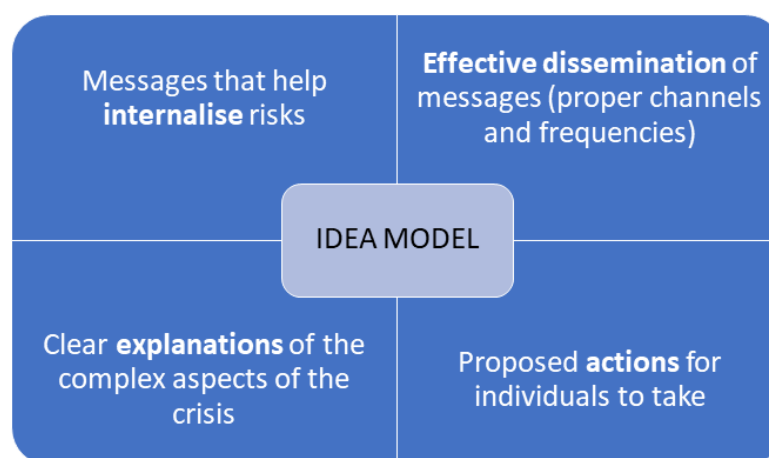 Messages that help
internalise risks
Effective dissemination of
messages (proper channels
and frequencies)
IDEA MODEL
Clear explanations of the
complex aspects of the
crisis
Proposed actions for
individuals to take